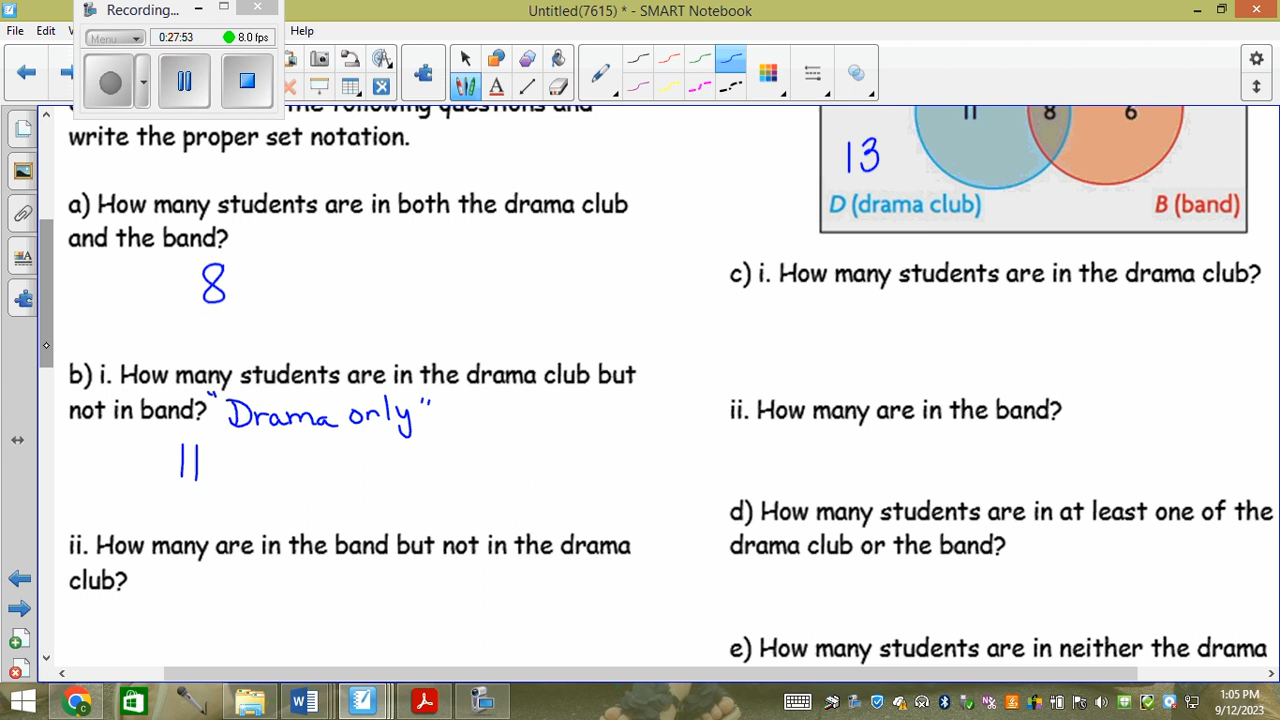 Recording...
Untitled(7615) * - SMART Notebook
Menu
0:27:53
8.0 fps
File
Edit
Help
the following questions and
write the proper set notation.
a) How many students are in both the drama club
and the band?
8
b) i. How many students are in the drama club but
not in band? "Drama only"
11
ii. How many are in the band but not in the drama
club?
11
8
6
13
D (drama club)
B (band)
c) i. How many students are in the drama club?
ii. How many are in the band?
d) How many students are in at least one of the
drama club or the band?
e) How many students are in neither the drama
1:05 PM
9/12/2023